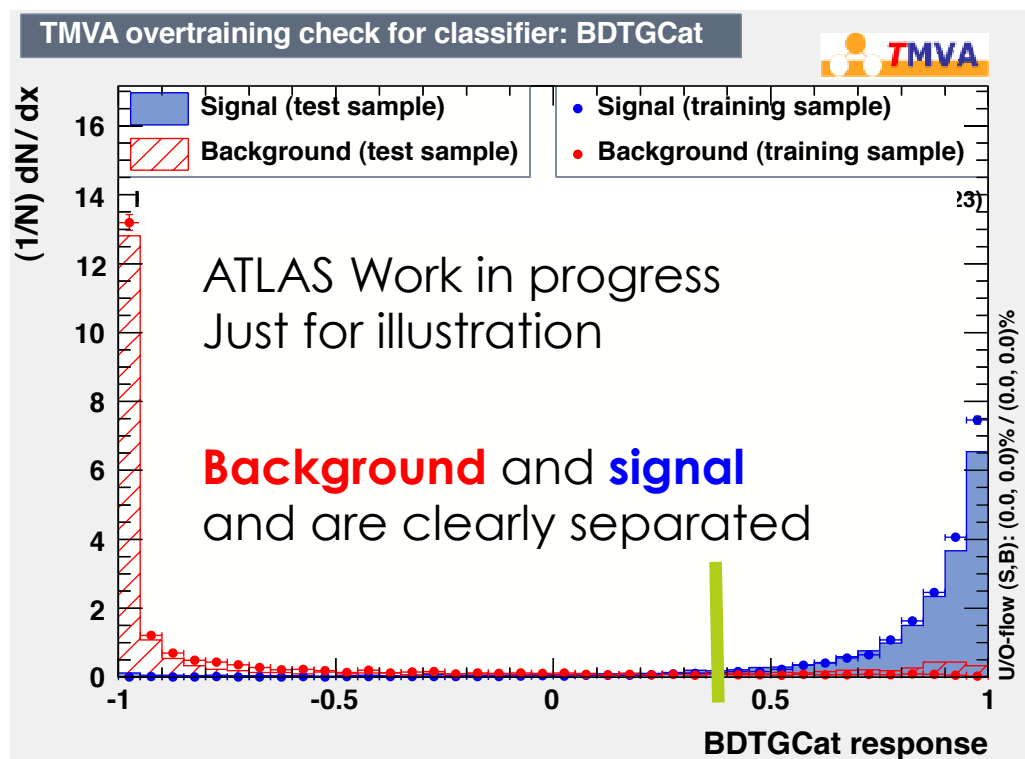 TMVA overtraining check for classifier: BDTGCat
TMVA
(1/N) dN/dx
Signal (test sample)
Background (test sample)
Signal (training sample)
Background (training sample)
16
14
12
10
8
6
4
2
0
23)
ATLAS Work in progress
Just for illustration
Background and signal
and are clearly separated
U/O-flow (S,B): (0.0, 0.0)% / (0.0, 0.0)%
-1
-0.5
0
0.5
1
BDTGCat response